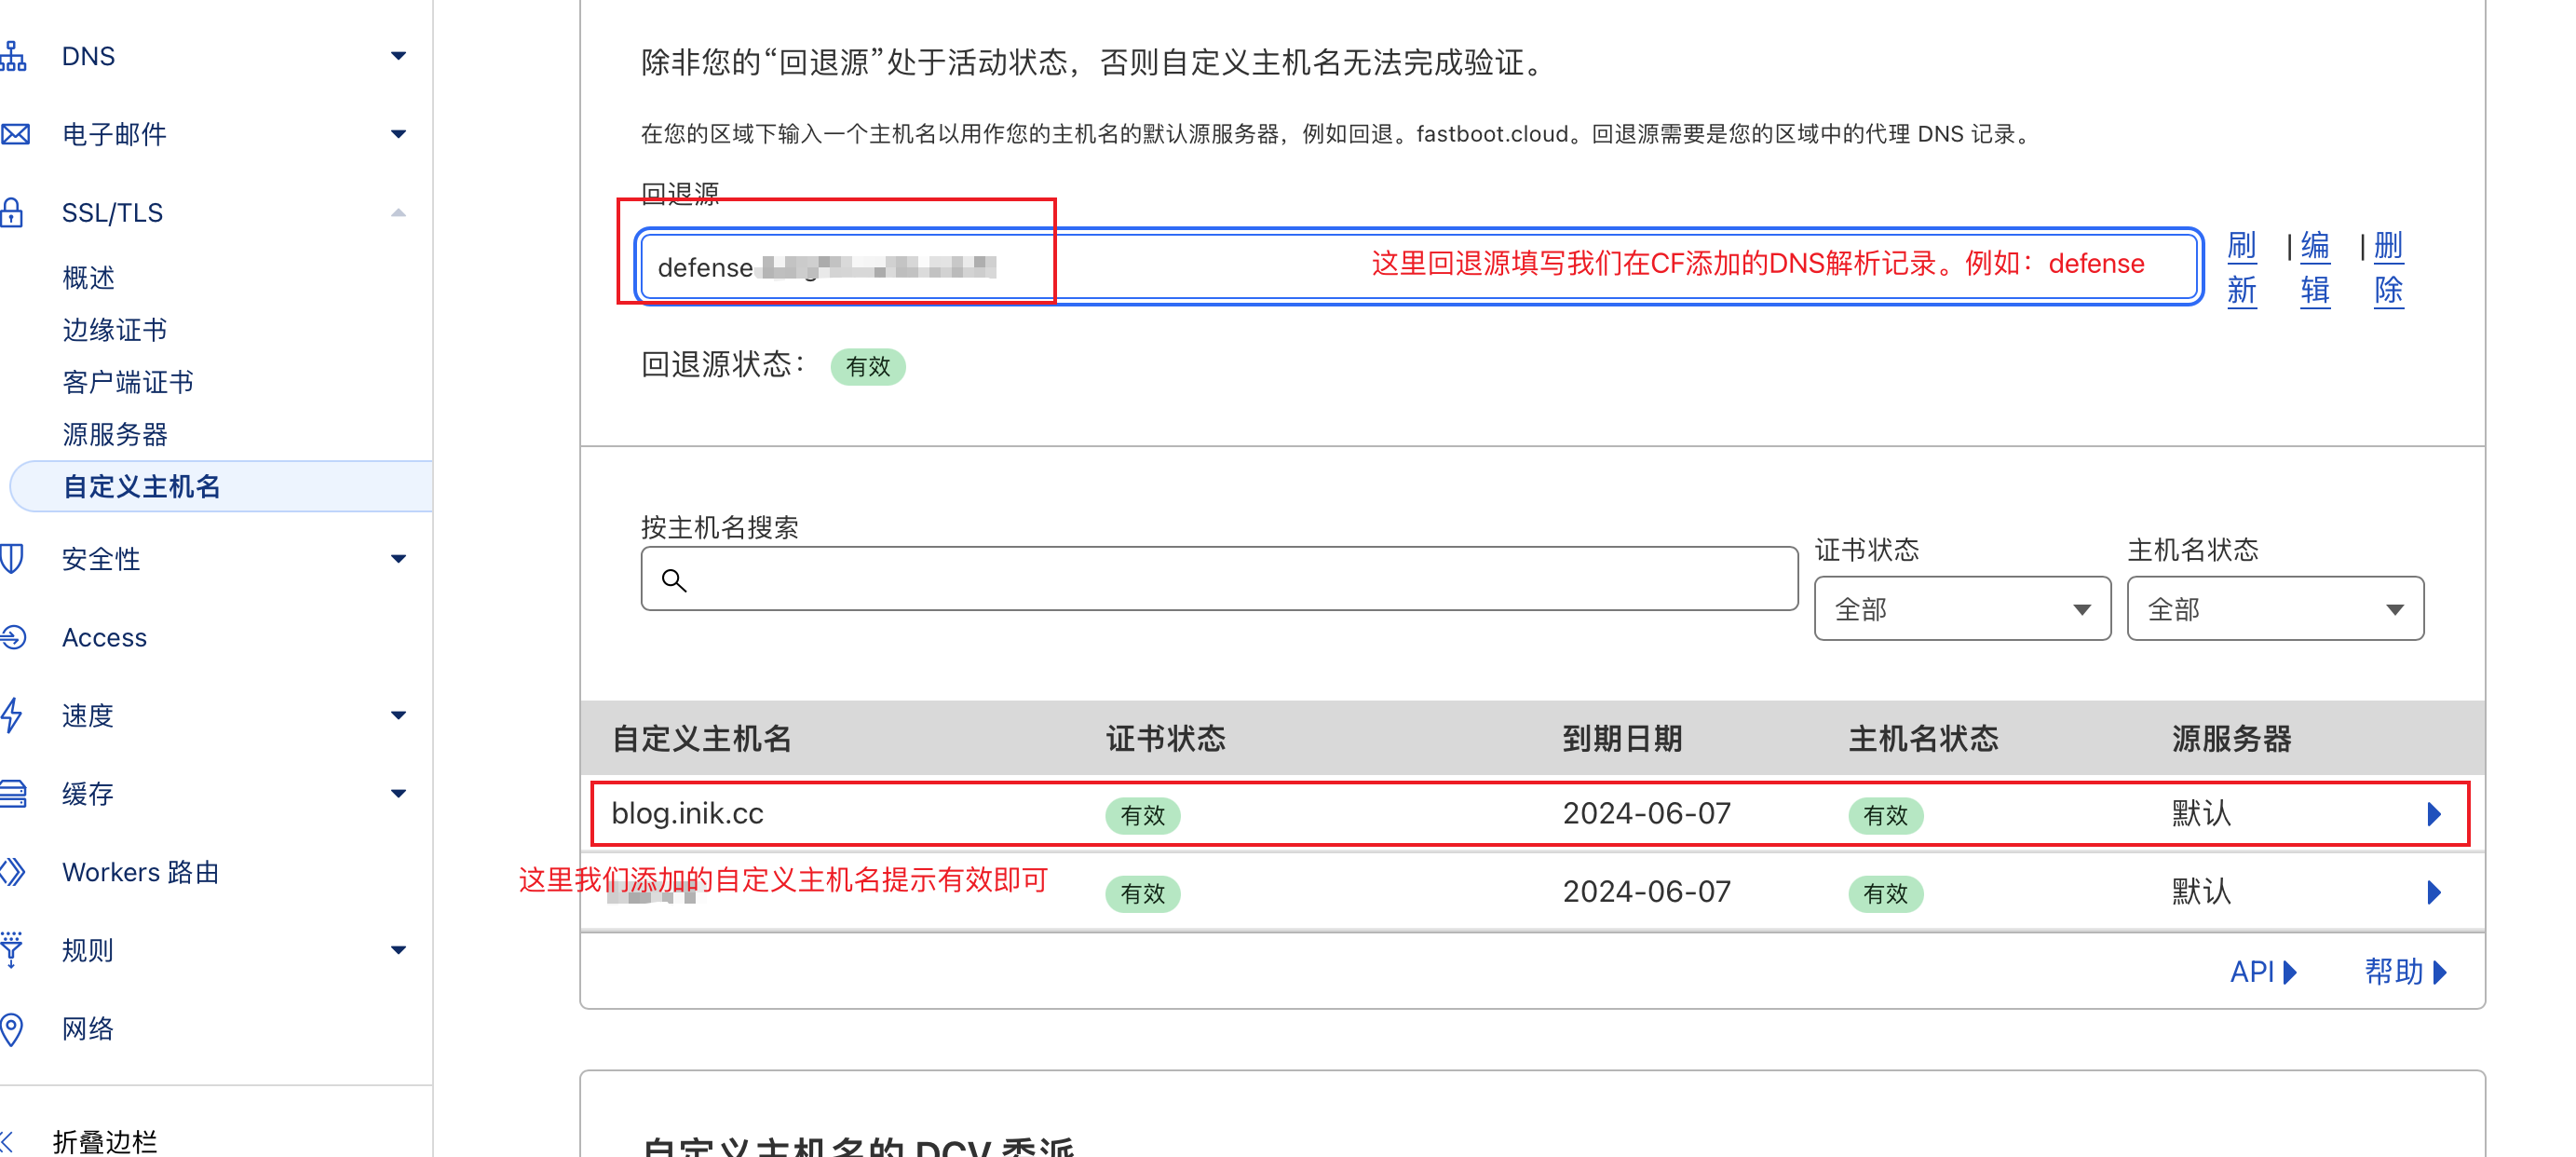 DNS
电子邮件
SSL/TLS
概述
边缘证书
客户端证书
源服务器
自定义主机名
安全性
Access
速度
缓存
Workers 路由
规则
网络
折叠边栏
除非您的“回退源”处于活动状态，否则自定义主机名无法完成验证。
在您的区域下输入一个主机名以用作您的主机名的默认源服务器，例如回退。fastboot.cloud。回退源需要是您的区域中的代理 DNS 记录。
回退源
defense
这里回退源填写我们在CF添加的DNS解析记录。例如：defense
刷新 | 编辑 | 删除
回退源状态： 有效
按主机名搜索
证书状态
主机名状态
全部
全部
自定义主机名 证书状态 到期日期 主机名状态 源服务器
blog.inik.cc 有效 2024-06-07 有效 默认
这里我们添加的自定义主机名提示有效即可
有效 2024-06-07 有效 默认
API
帮助
自定义主机名的 DCV 委派